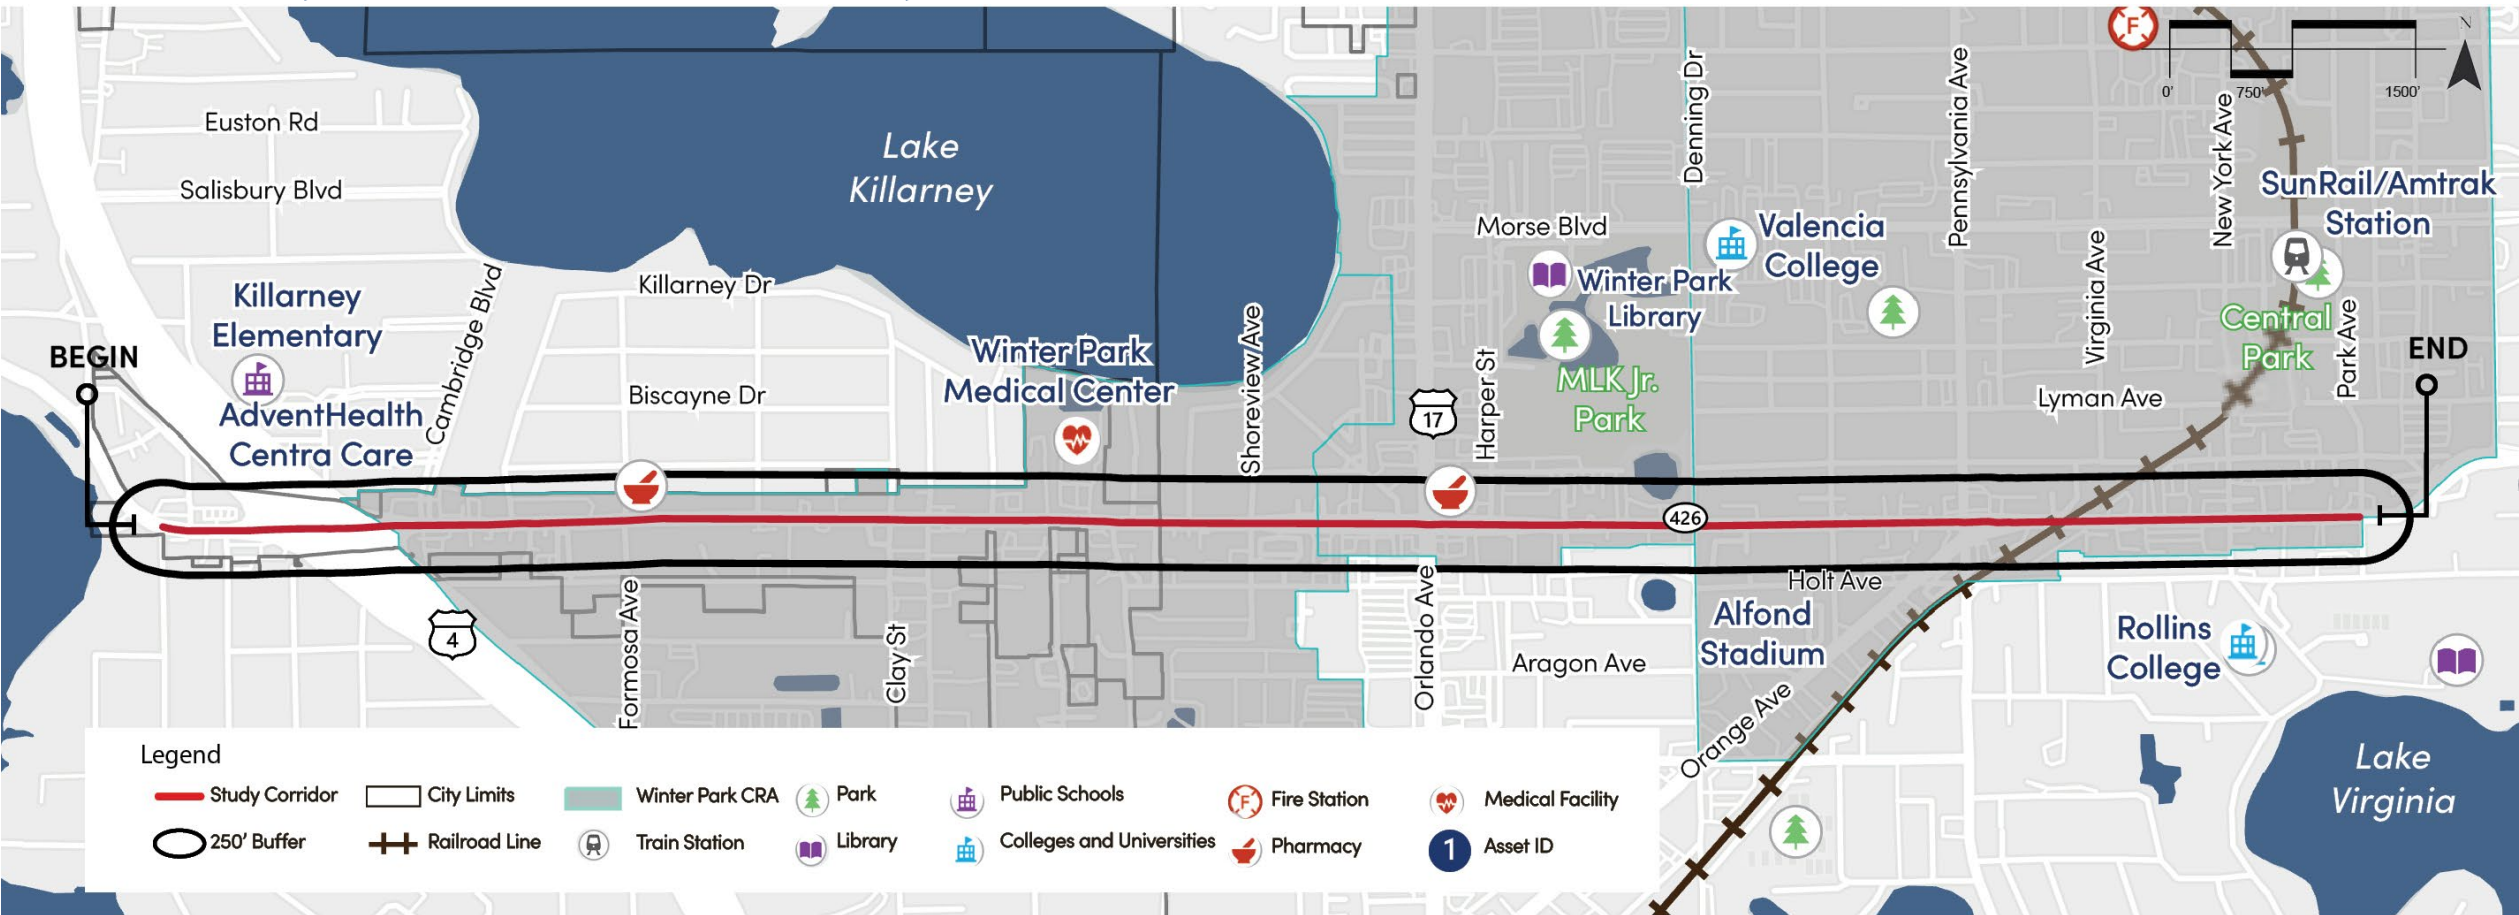 F
N
0'
750'
1500'
Euston Rd
Salisbury Blvd
Lake
Killarney
Denning Dr
Pennsylvania Ave
New York Ave
SunRail/Amtrak
Station
Morse Blvd
Valencia
College
Winter Park
Library
Virginia Ave
Killarney
Elementary
Cambridge Blvd
Killarney Dr
Shoreview Ave
Central
Park
Park Ave
BEGIN
END
Winter Park
Medical Center
Biscayne Dr
AdventHealth
Centra Care
17
Harper St
MLK Jr.
Park
Lyman Ave
426
Holt Ave
4
Formosa Ave
Clay St
Orlando Ave
Aragon Ave
Alfond
Stadium
Orange Ave
Rollins
College
Lake
Virginia
Legend
Study Corridor
City Limits
Winter Park CRA
Park
Public Schools
F
Fire Station
Medical Facility
250' Buffer
Railroad Line
Train Station
Library
Colleges and Universities
Pharmacy
1
Asset ID